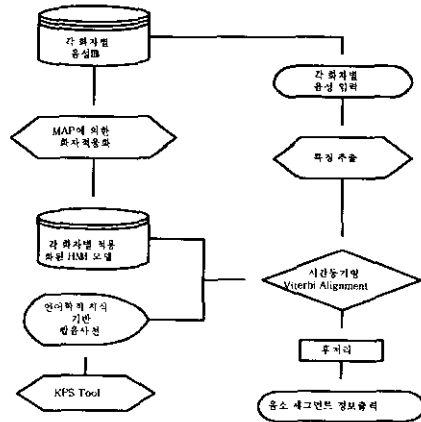 각 화자별
음성DB
각 화자별
음성 입력
MAP에 의한
화자적응화
특징 추출
각 화자별 적응
화된 HMM 모델
시간동기형
Viterbi Alignment
언어학적 지식
기반
발음사전
후처리
KPS Tool
음소 세그먼트 정보출력